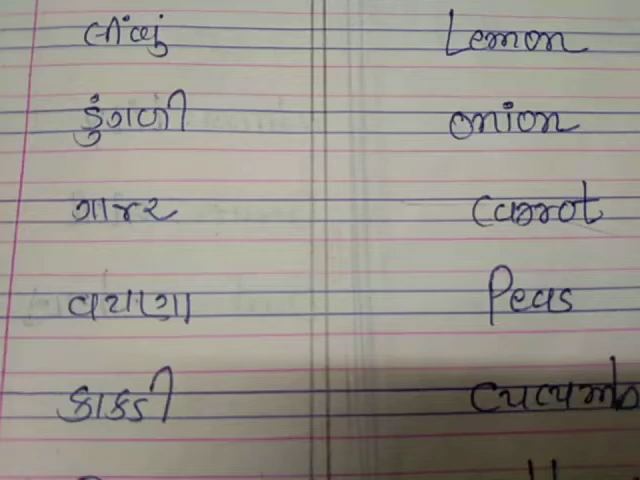 લીંબું Lemon
ડુંગળી onion
ગાજર Carrot
વટાણા Peas
કાકડી Cucumb